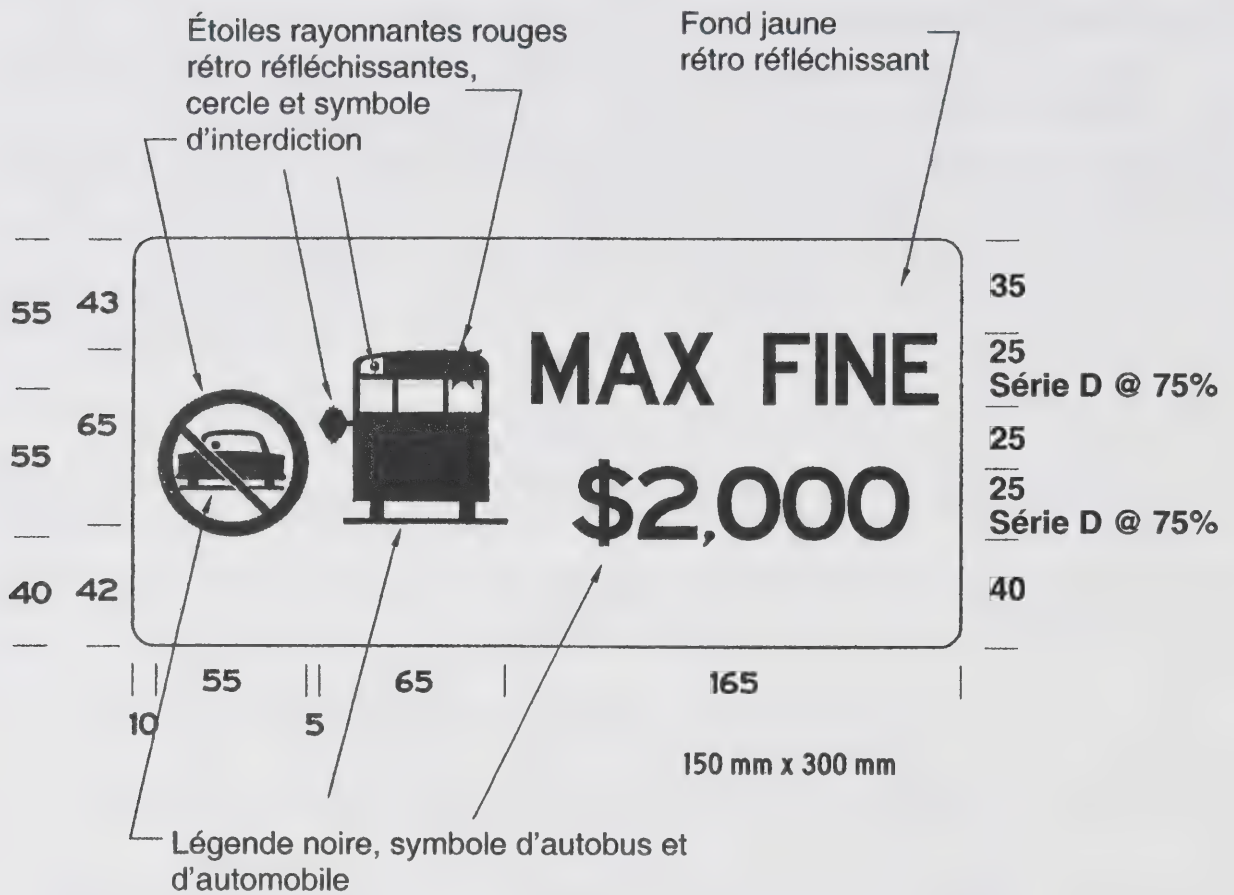 Étoiles rayonnantes rouges
rétro réfléchissantes,
cercle et symbole
d'interdiction
Fond jaune
rétro réfléchissant
55
43
65
55
40
42
MAX FINE
$2,000
35
25
Série D @ 75%
25
25
Série D @ 75%
40
10
55
5
65
165
150 mm x 300 mm
Légende noire, symbole d'autobus et
d'automobile